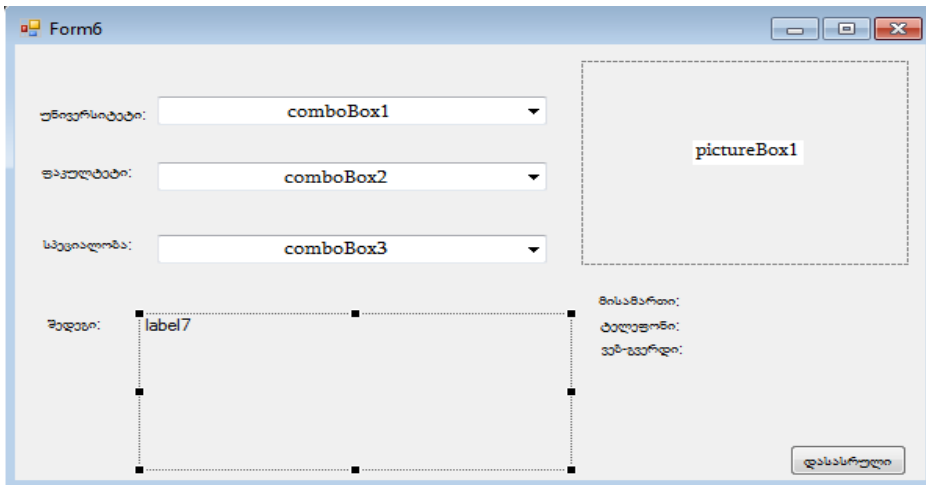 Form6
უნივერსიტეტი:
comboBox1
ფაკულტეტი:
comboBox2
სპეციალობა:
comboBox3
pictureBox1
შედეგი:
label7
მისამართი:
ტელეფონი:
ვებ-გვერდი:
დასასრული